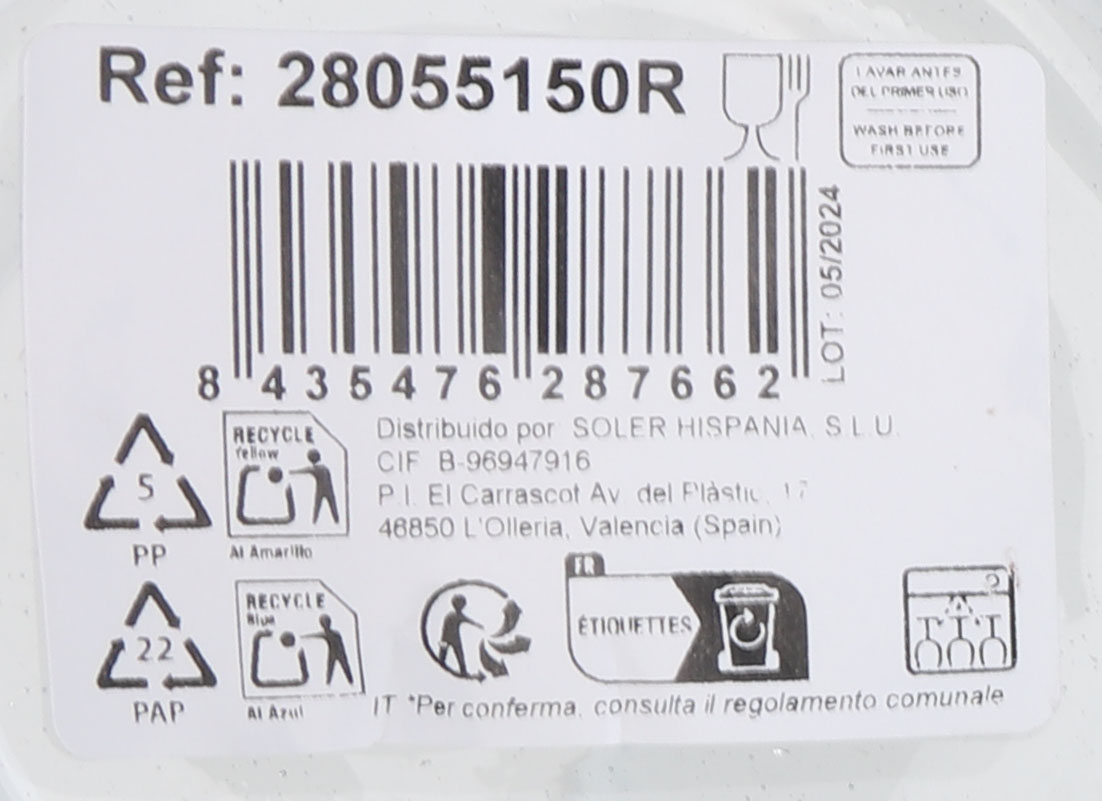 Ref: 28055150R
LAVAR ANTES
DEL PRIMER USO
WASH BEFORE
FIRST USE
LOT: 05/2024
8 435476 287662
Distribuido por SOLER HISPANIA, S.L.U.
CIF B-96947916
P.I. El Carrascot Av. del Plàstic, 17
46850 L'Olleria, Valencia (Spain)
5
PP
RECYCLE
Yellow
Al Amarillo
22
PAP
RECYCLE
Blue
Al Azul
FR
ÉTIQUETTES
IT *Per conferma, consulta il regolamento comunale